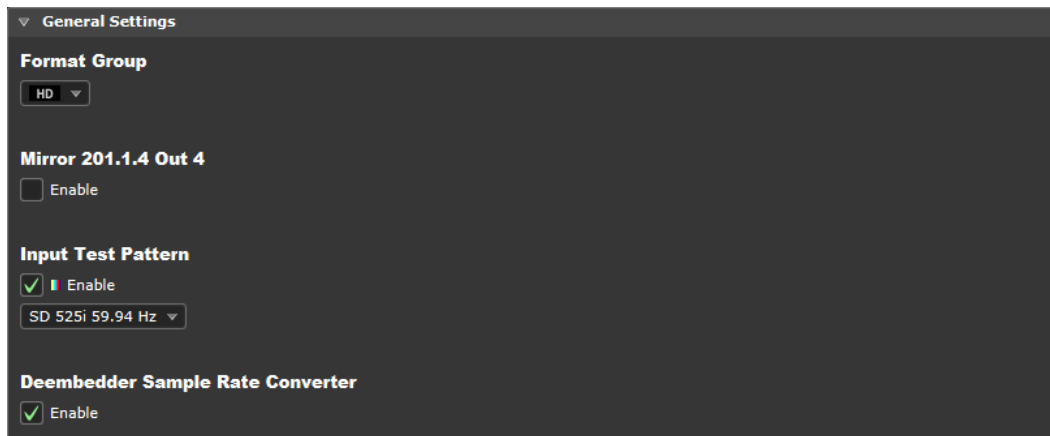 General Settings
Format Group
HD
Mirror 201.1.4 Out 4
Enable
Input Test Pattern
Enable
SD 525i 59.94 Hz
Deembedder Sample Rate Converter
Enable